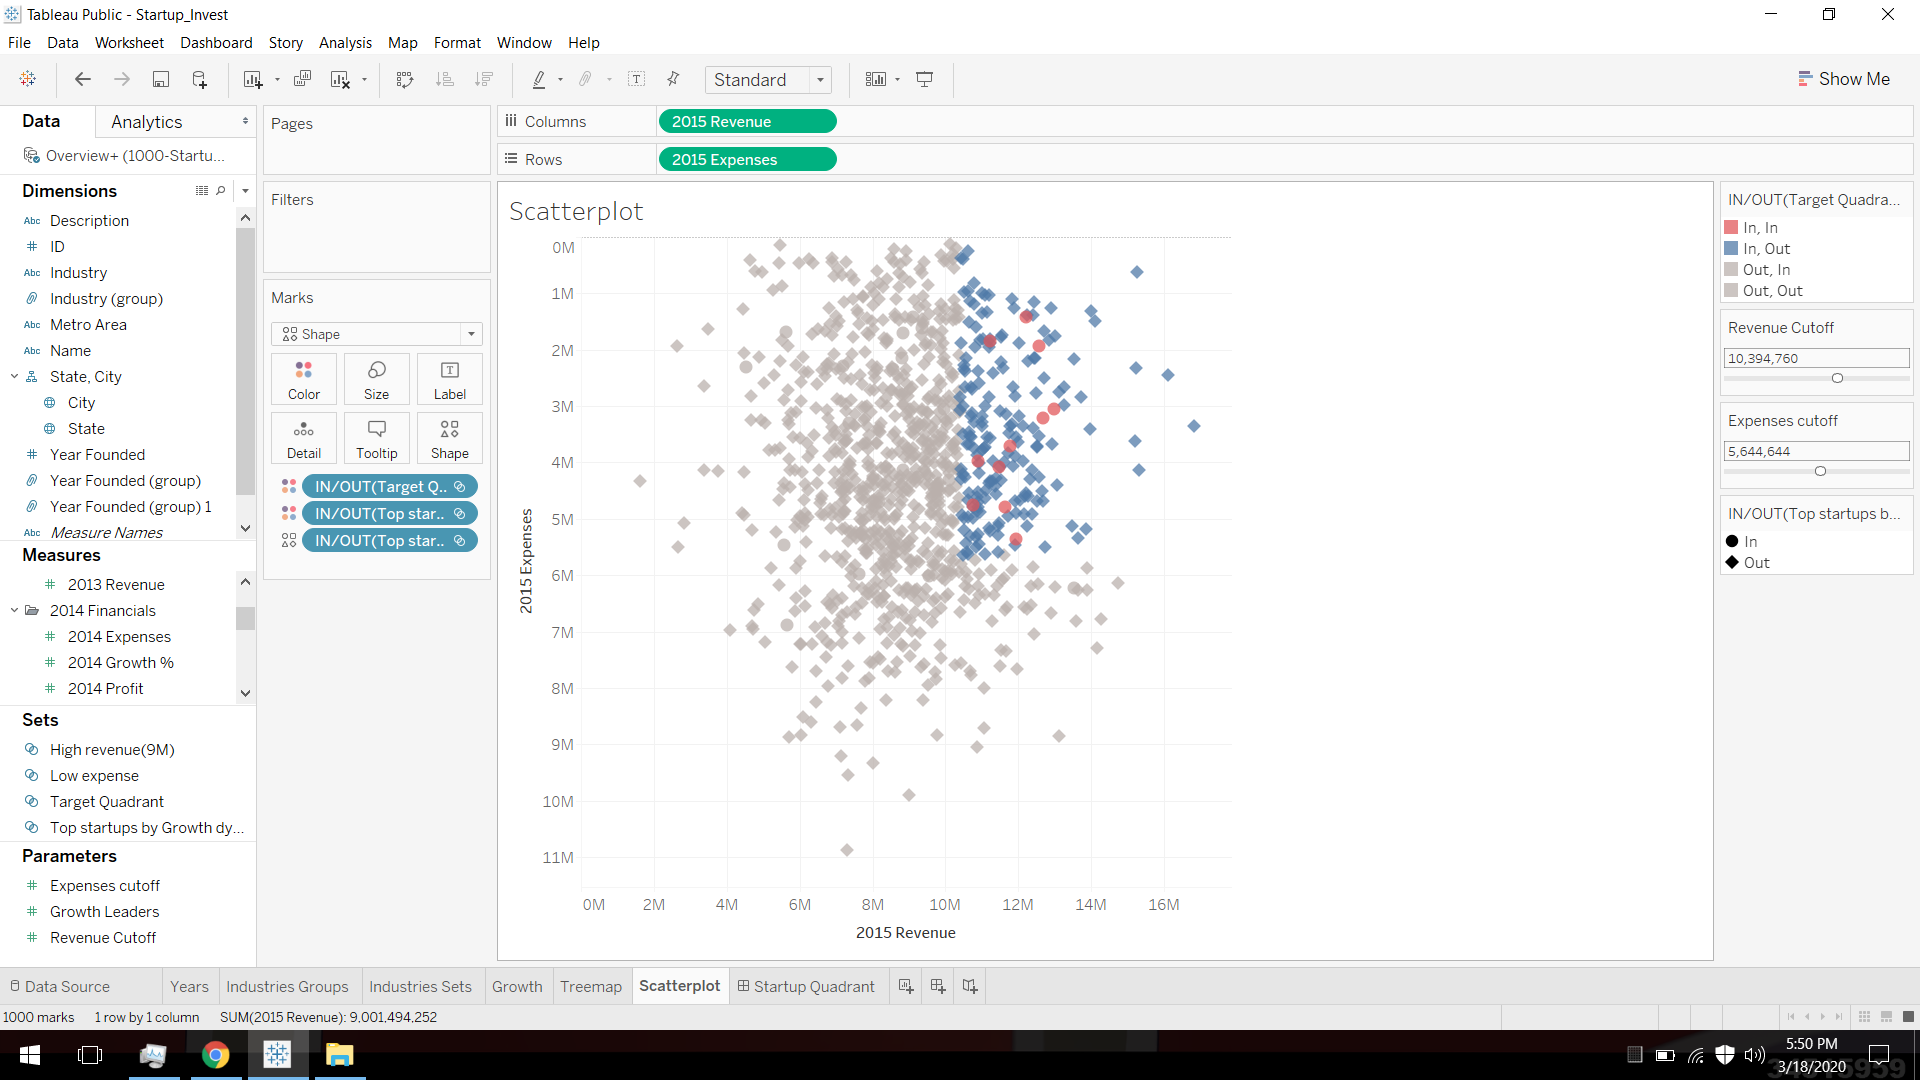 Tableau Public - Startup_Invest
File Data Worksheet Dashboard Story Analysis Map Format Window Help
Standard
Show Me
Data Analytics
Overview+ (1000-Startu...
Dimensions
Abc Description
# ID
Abc Industry
Industry (group)
Abc Metro Area
Abc Name
State, City
City
State
# Year Founded
Year Founded (group)
Year Founded (group) 1
Abc Measure Names
Measures
# 2013 Revenue
2014 Financials
# 2014 Expenses
# 2014 Growth %
# 2014 Profit
Sets
High revenue(9M)
Low expense
Target Quadrant
Top startups by Growth dy...
Parameters
# Expenses cutoff
# Growth Leaders
# Revenue Cutoff
Pages
Filters
Marks
Shape
Color Size Label
Detail Tooltip Shape
IN/OUT(Target Q..
IN/OUT(Top star..
IN/OUT(Top star..
Columns 2015 Revenue
Rows 2015 Expenses
Scatterplot
0M
1M
2M
3M
4M
5M
6M
7M
8M
9M
10M
11M
2015 Expenses
0M 2M 4M 6M 8M 10M 12M 14M 16M
2015 Revenue
IN/OUT(Target Quadra...
In, In
In, Out
Out, In
Out, Out
Revenue Cutoff
10,394,760
Expenses cutoff
5,644,644
IN/OUT(Top startups b...
In
Out
Data Source Years Industries Groups Industries Sets Growth Treemap Scatterplot Startup Quadrant
1000 marks 1 row by 1 column SUM(2015 Revenue): 9,001,494,252
5:50 PM
3/18/2020